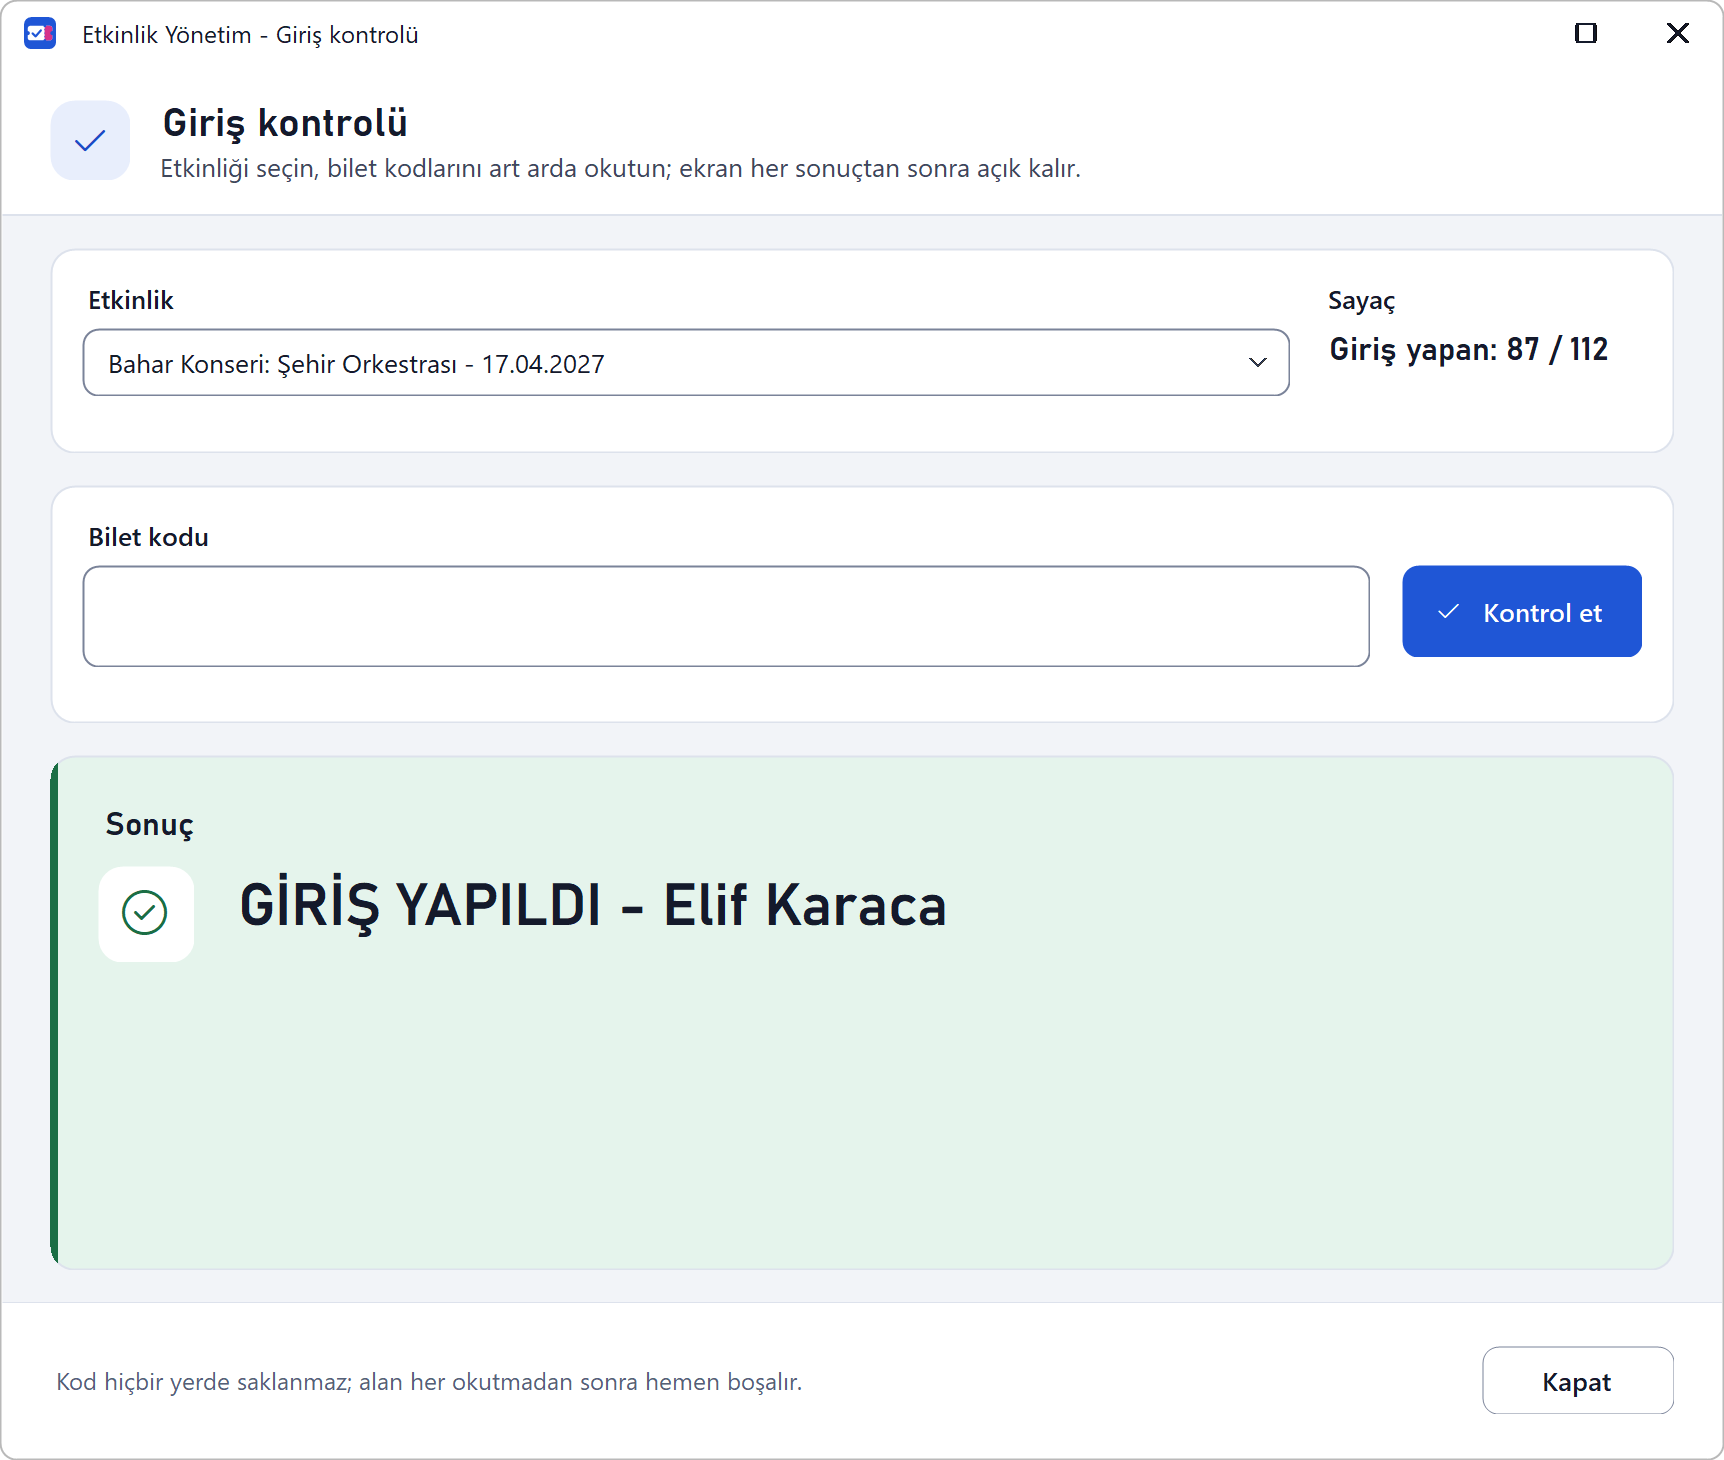 Etkinlik Yönetim - Giriş kontrolü
Giriş kontrolü
Etkinliği seçin, bilet kodlarını art arda okutun; ekran her sonuçtan sonra açık kalır.
Etkinlik
Sayaç
Bahar Konseri: Şehir Orkestrası - 17.04.2027
Giriş yapan: 87 / 112
Bilet kodu
Kontrol et
Sonuç
GİRİŞ YAPILDI - Elif Karaca
Kod hiçbir yerde saklanmaz; alan her okutmadan sonra hemen boşalır.
Kapat